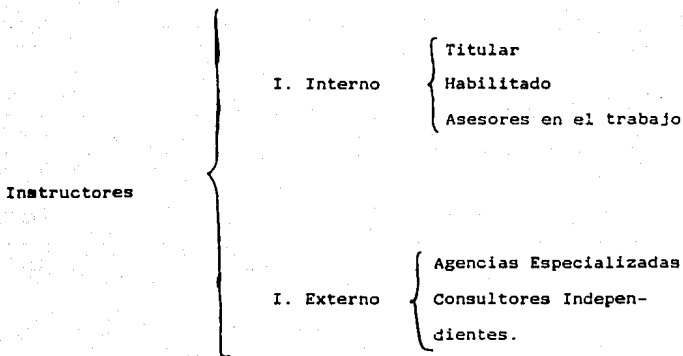 Titular
I. Interno
Habilitado
Asesores en el trabajo
Instructores
Agencias Especializadas
I. Externo
Consultores Indepen-
dientes.